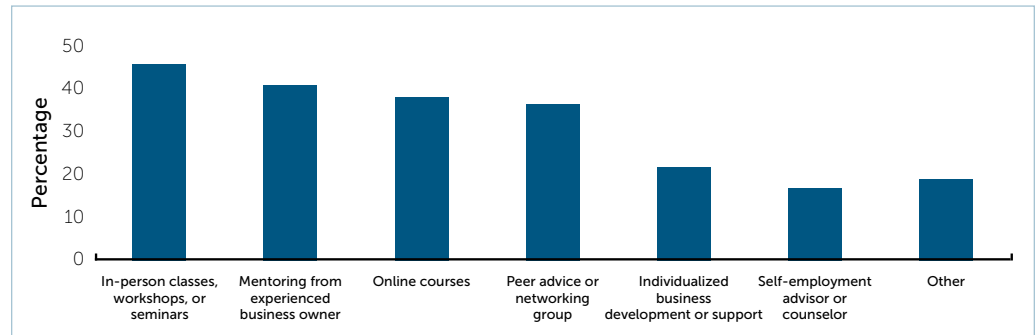 Percentage
50
40
30
20
10
0
In-person classes,
workshops, or
seminars
Mentoring from
experienced
business owner
Online courses
Peer advice or
networking
group
Individualized
business
development or support
Self-employment
advisor or
counselor
Other